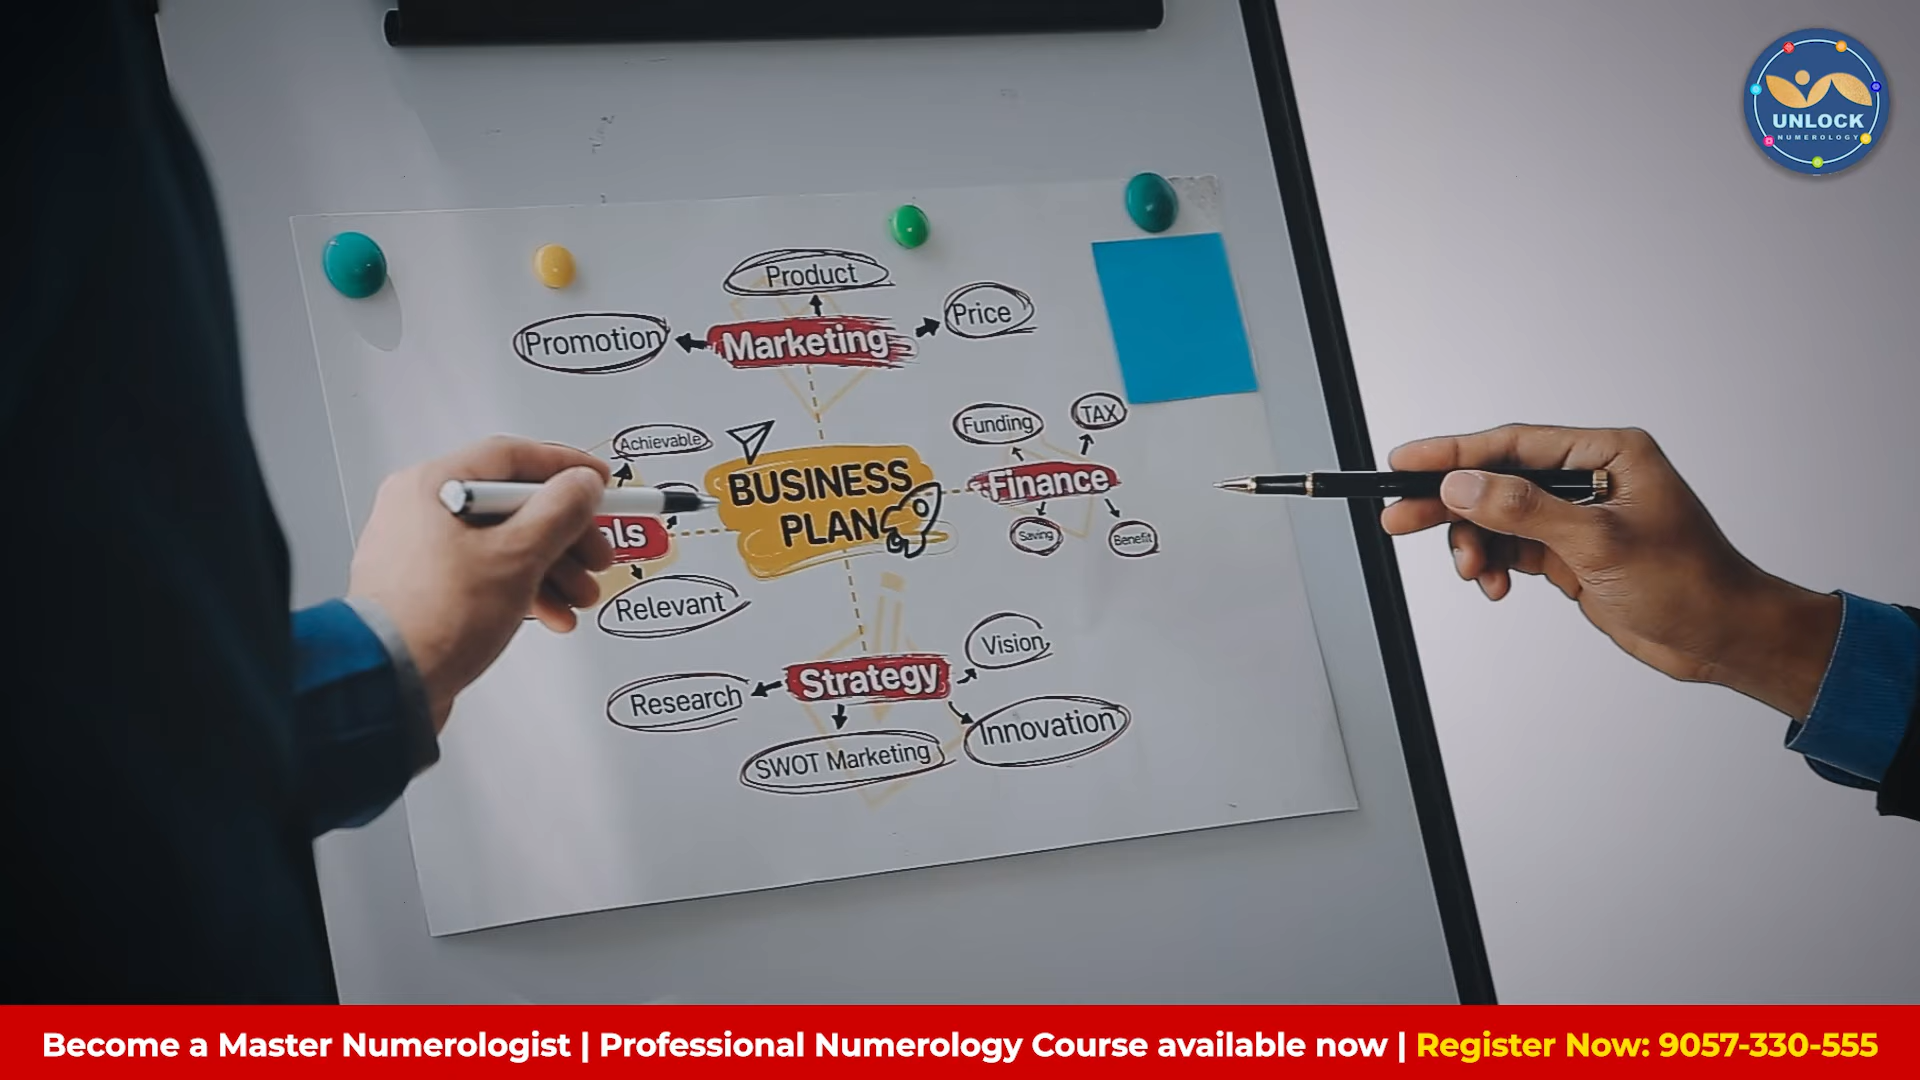 UNLOCK
NUMEROLOGY
Product
Promotion
Marketing
Price
Achievable
Funding
TAX
BUSINESS
PLAN
Finance
als
Saving
Benefit
Relevant
Vision
Research
Strategy
Innovation
SWOT Marketing
Become a Master Numerologist | Professional Numerology Course available now | Register Now: 9057-330-555